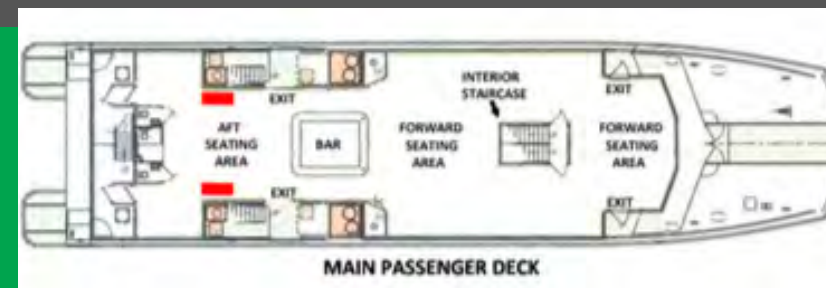 INTERIOR
STAIRCASE
EXIT
EXIT
AFT
SEATING
AREA
BAR
FORWARD
SEATING
AREA
FORWARD
SEATING
AREA
EXIT
EXIT
MAIN PASSENGER DECK